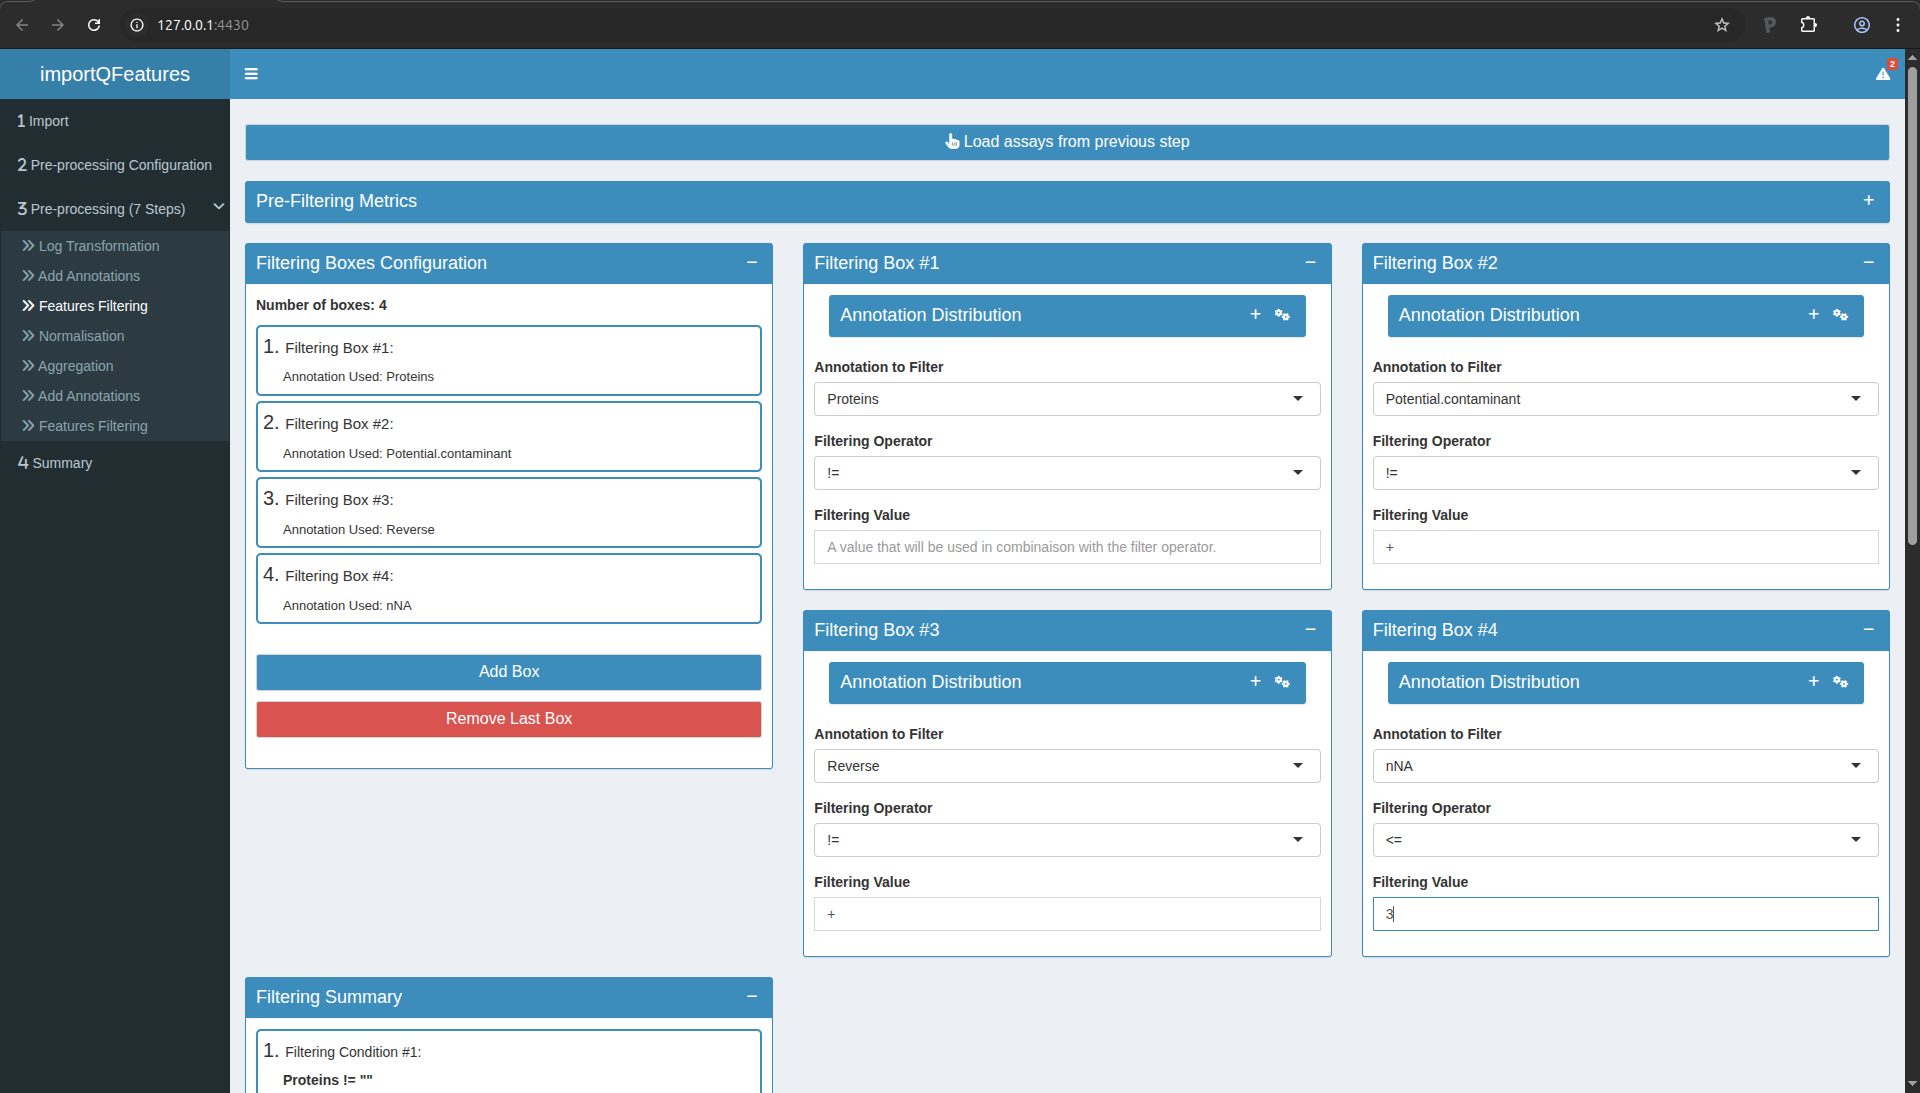 127.0.0.1:4430
importQFeatures
2
1 Import
2 Pre-processing Configuration
3 Pre-processing (7 Steps)
Log Transformation
Add Annotations
Features Filtering
Normalisation
Aggregation
Add Annotations
Features Filtering
4 Summary
Load assays from previous step
Pre-Filtering Metrics
Filtering Boxes Configuration
Number of boxes: 4
1. Filtering Box #1:
Annotation Used: Proteins
2. Filtering Box #2:
Annotation Used: Potential.contaminant
3. Filtering Box #3:
Annotation Used: Reverse
4. Filtering Box #4:
Annotation Used: nNA
Add Box
Remove Last Box
Filtering Box #1
Annotation Distribution
Annotation to Filter
Proteins
Filtering Operator
!=
Filtering Value
A value that will be used in combinaison with the filter operator.
Filtering Box #2
Annotation Distribution
Annotation to Filter
Potential.contaminant
Filtering Operator
!=
Filtering Value
+
Filtering Box #3
Annotation Distribution
Annotation to Filter
Reverse
Filtering Operator
!=
Filtering Value
+
Filtering Box #4
Annotation Distribution
Annotation to Filter
nNA
Filtering Operator
<=
Filtering Value
3
Filtering Summary
1. Filtering Condition #1:
Proteins != ""